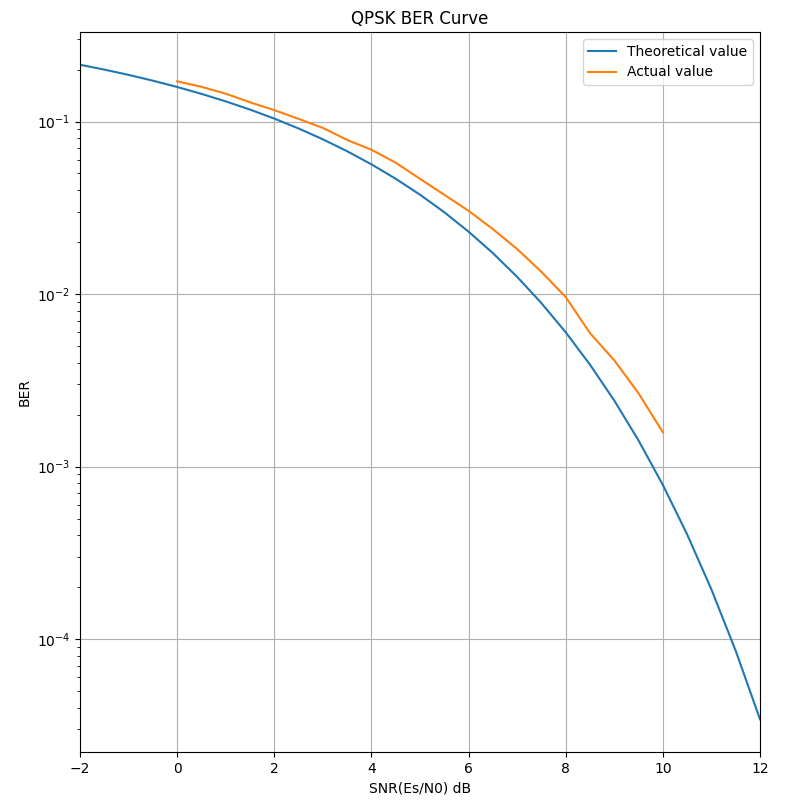 QPSK BER Curve
Theoretical value
Actual value
10⁻¹
10⁻²
10⁻³
10⁻⁴
BER
−2 0 2 4 6 8 10 12
SNR(Es/N0) dB